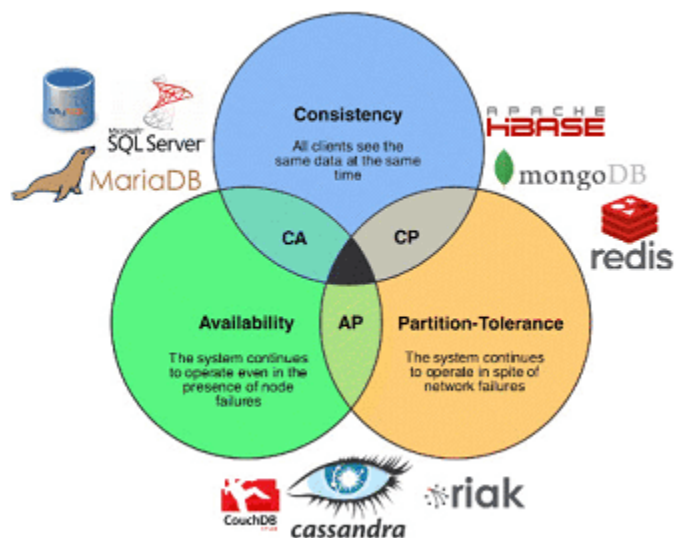 Consistency
All clients see the
same data at the same
time
MySQL
Microsoft
SQL Server
MariaDB
APACHE
HBASE
mongoDB
redis
CA
CP
AP
Availability
The system continues
to operate even in the
presence of node
failures
Partition-Tolerance
The system continues
to operate in spite of
network failures
CouchDB
cassandra
riak